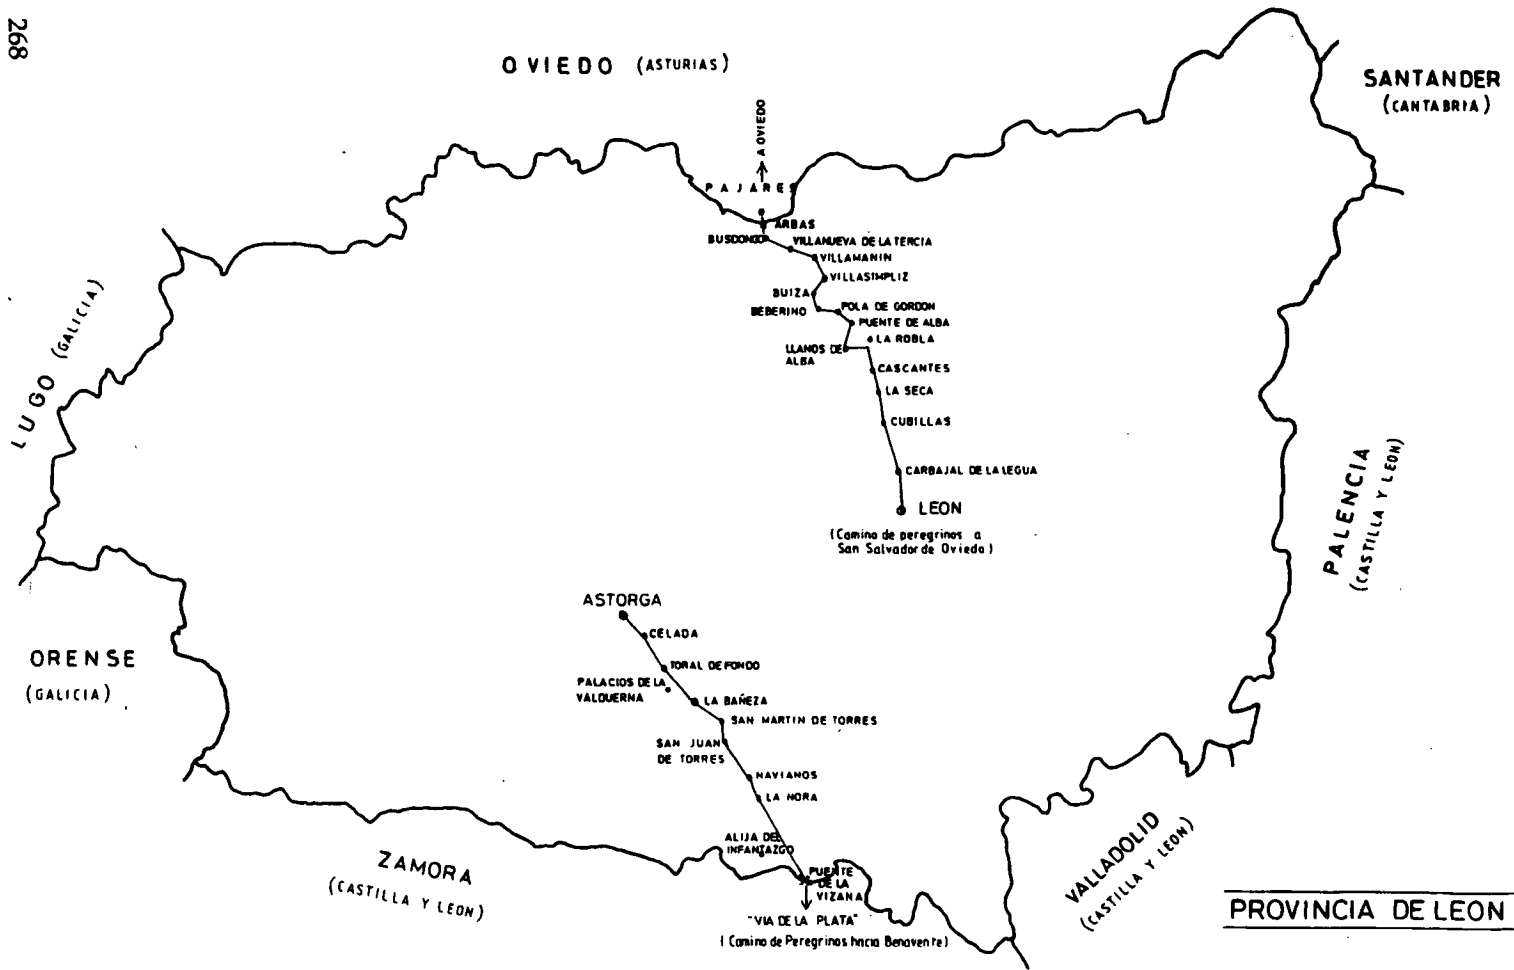 268
OVIEDO (ASTURIAS)
SANTANDER
(CANTABRIA)
A OVIEDO
PAJARES
ARBAS
BUSDONGO
VILLANUEVA DE LA TERCIA
VILLAMANIN
VILLASIMPLIZ
BUIZA
BEBERINO
POLA DE GORDON
PUENTE DE ALBA
LA ROBLA
LLANOS DE
ALBA
CASCANTES
LA SECA
CUBILLAS
CARBAJAL DE LA LEGUA
LEON
(Camino de peregrinos a
San Salvador de Oviedo)
LUGO (GALICIA)
PALENCIA
(CASTILLA Y LEON)
ORENSE
(GALICIA)
ASTORGA
CELADA
TORAL DE FONDO
PALACIOS DE LA
VALDUERNA
LA BAÑEZA
SAN MARTIN DE TORRES
SAN JUAN
DE TORRES
NAVIANOS
LA NORA
ALIJA DEL
INFANTAZGO
PUENTE
DE LA
VIZANA
"VIA DE LA PLATA"
(Camino de Peregrinos hacia Benavente)
ZAMORA
(CASTILLA Y LEON)
VALLADOLID
(CASTILLA Y LEON)
PROVINCIA DE LEON